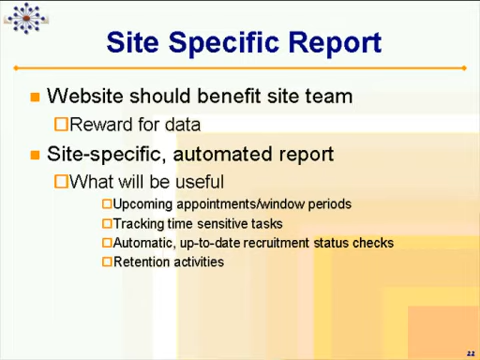 Site Specific Report
Website should benefit site team
Reward for data
Site-specific, automated report
What will be useful
Upcoming appointments/window periods
Tracking time sensitive tasks
Automatic, up-to-date recruitment status checks
Retention activities
22